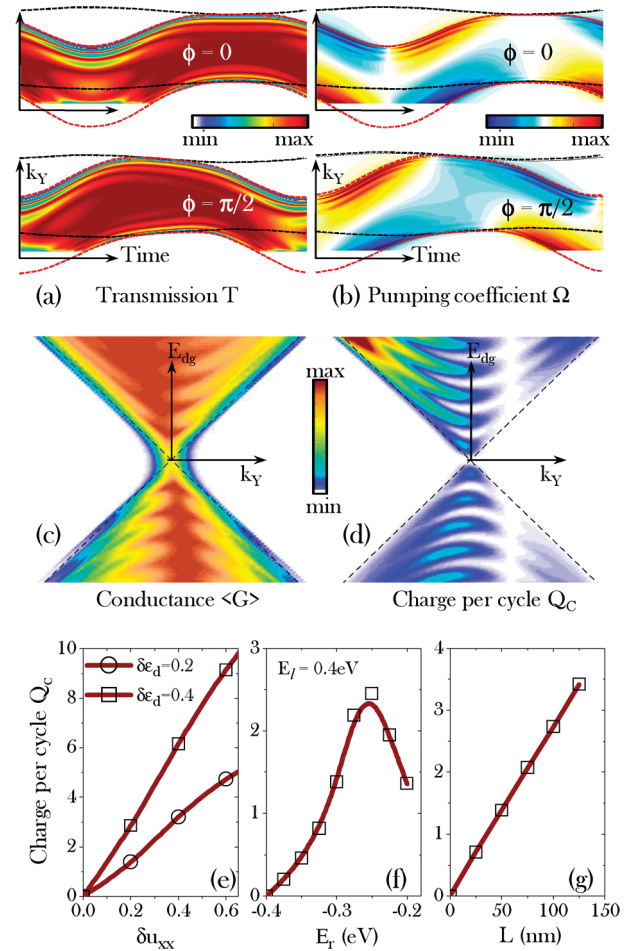 ϕ = 0
ϕ = 0
min max
min max
k_Y
k_Y
ϕ = π/2
ϕ = π/2
Time
Time
(a) Transmission T
(b) Pumping coefficient Ω
E_dg
E_dg
max
min
k_Y
k_Y
(c)
(d)
Conductance <G>
Charge per cycle Q_C
Charge per cycle Q_c
10
8
6
4
2
0
δε_d=0.2
δε_d=0.4
(e)
0.0 0.2 0.4 0.6
δu_xx
3
2
1
0
E_l = 0.4eV
(f)
-0.4 -0.3 -0.2
E_r (eV)
4
3
2
1
0
(g)
0 50 100 150
L (nm)